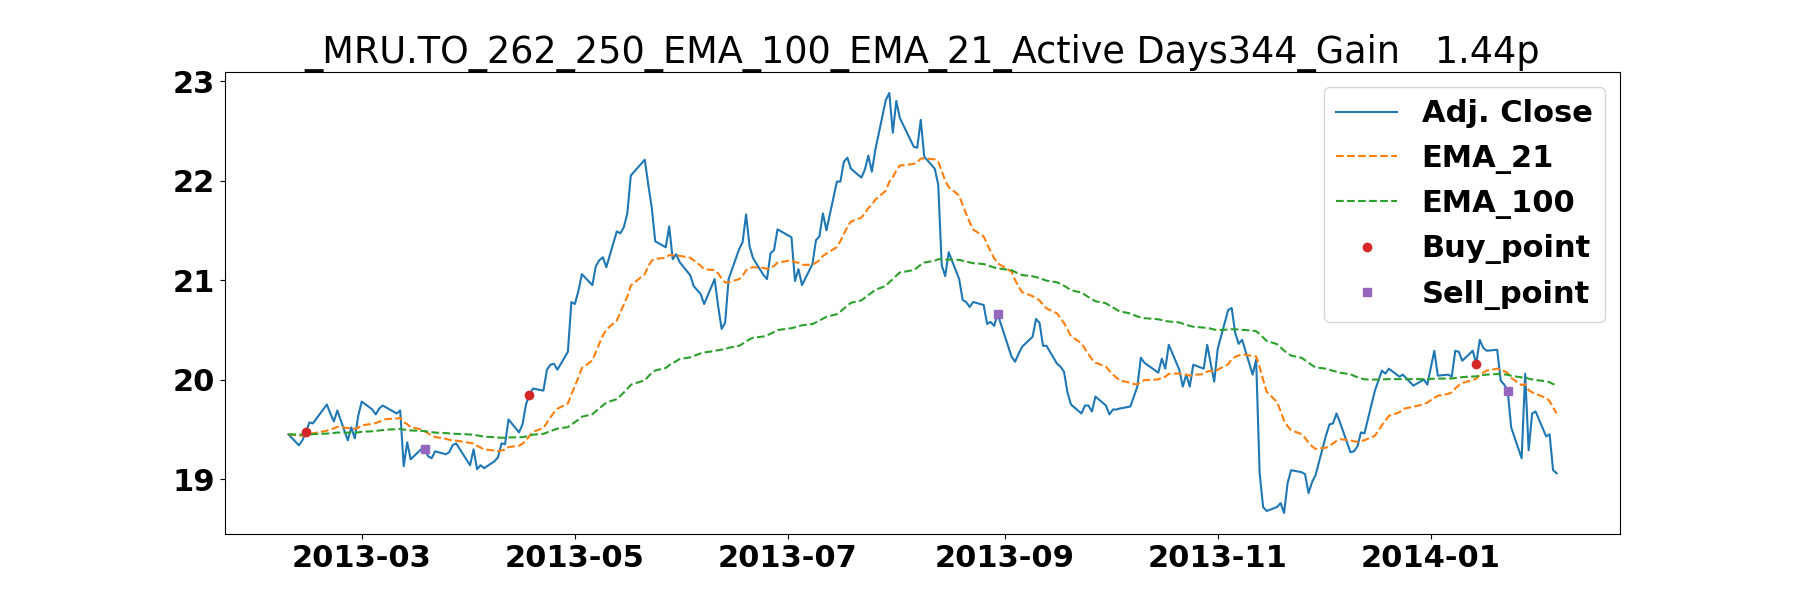 _MRU.TO_262_250_EMA_100_EMA_21_Active Days344_Gain   1.44p
23
22
21
20
19
Adj. Close
EMA_21
EMA_100
Buy_point
Sell_point
2013-03 2013-05 2013-07 2013-09 2013-11 2014-01